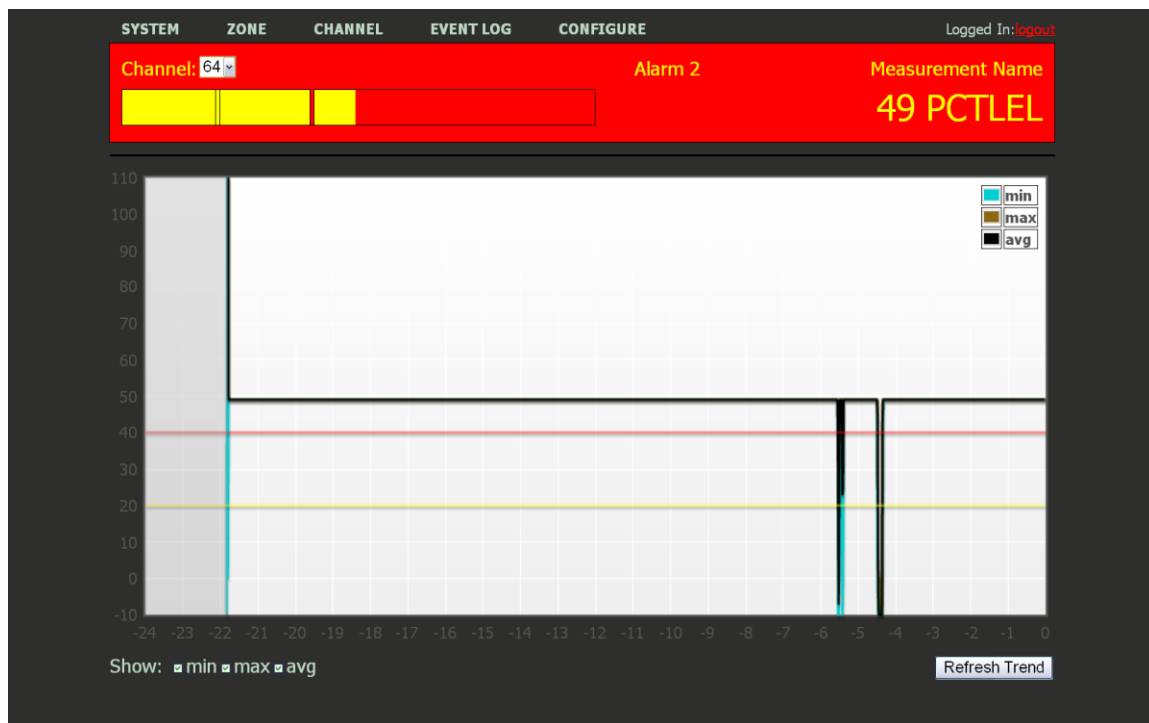 SYSTEM ZONE CHANNEL EVENT LOG CONFIGURE Logged In:logout
Channel: 64 Alarm 2 Measurement Name
49 PCTLEL
110
100
90
80
70
60
50
40
30
20
10
0
-10
min
max
avg
-24 -23 -22 -21 -20 -19 -18 -17 -16 -15 -14 -13 -12 -11 -10 -9 -8 -7 -6 -5 -4 -3 -2 -1 0
Show: min max avg Refresh Trend